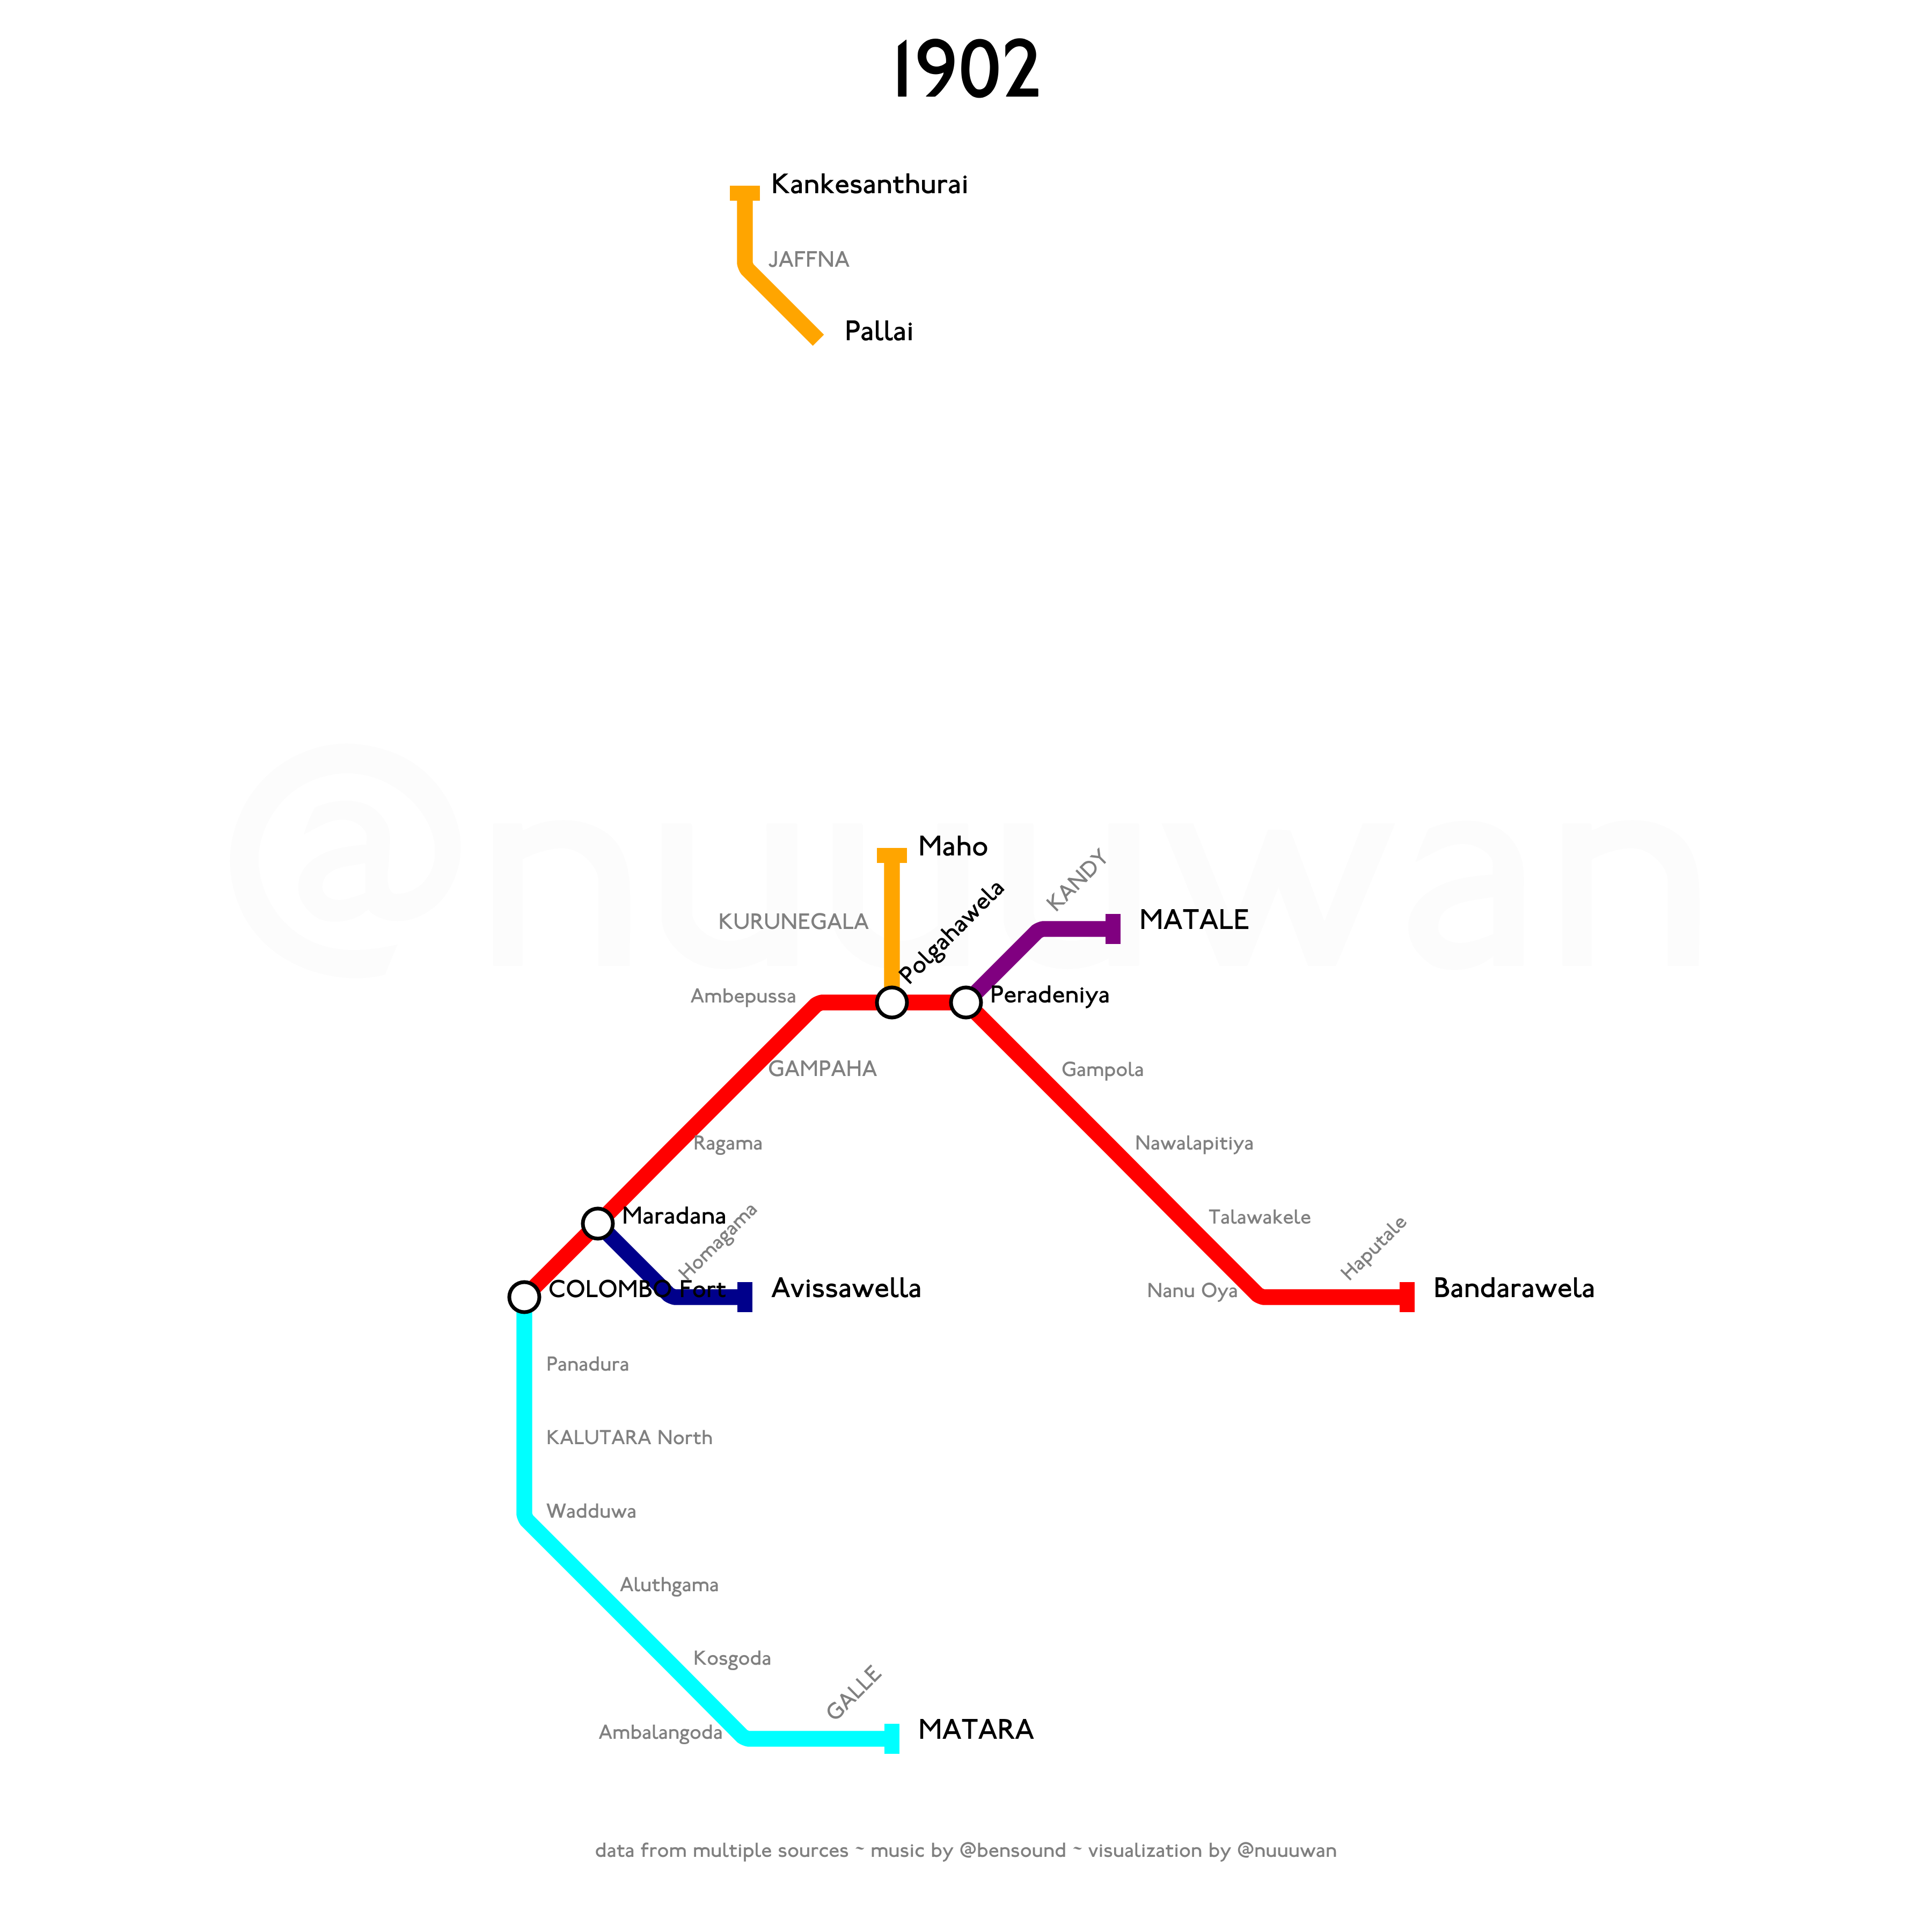 1902
Kankesanthurai
JAFFNA
Pallai
@nuuuwan
Maho
KANDY
KURUNEGALA
Polgahawela
MATALE
Ambepussa
Peradeniya
GAMPAHA
Gampola
Ragama
Nawalapitiya
Maradana
Homagama
Talawakele
Haputale
COLOMBO Fort
Avissawella
Nanu Oya
Bandarawela
Panadura
KALUTARA North
Wadduwa
Aluthgama
Kosgoda
GALLE
Ambalangoda
MATARA
data from multiple sources ~ music by @bensound ~ visualization by @nuuuwan